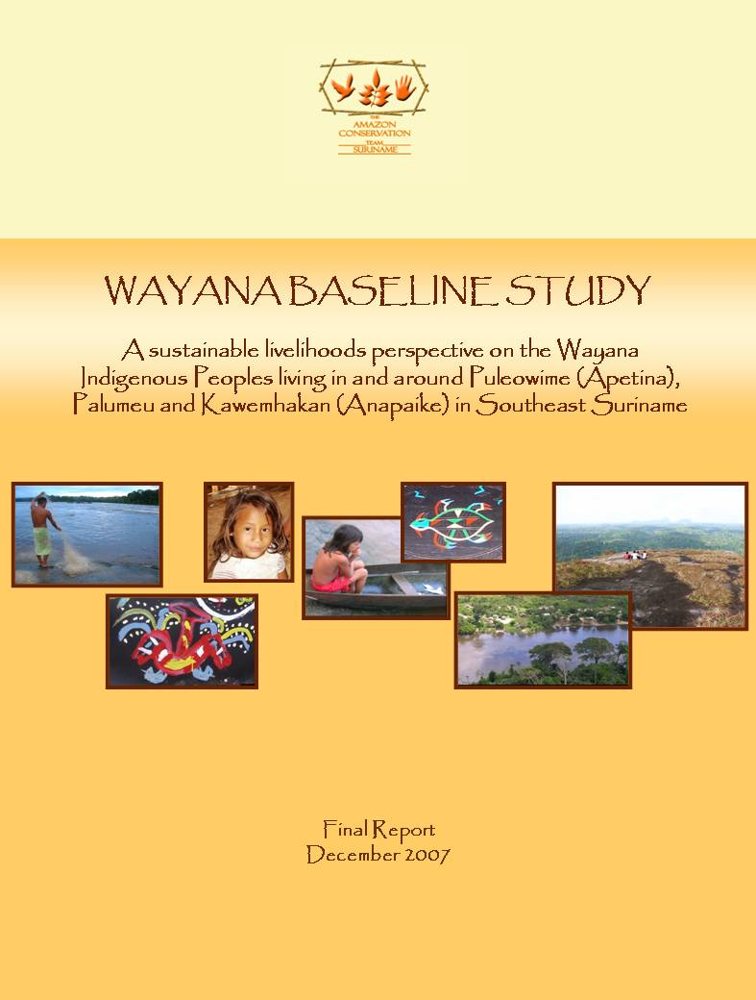 THE
AMAZON
CONSERVATION
TEAM
SURINAME
WAYANA BASELINE STUDY
A sustainable livelihoods perspective on the Wayana
Indigenous Peoples living in and around Puleowime (Apetina),
Palumeu and Kawemhakan (Anapaike) in Southeast Suriname
Final Report
December 2007